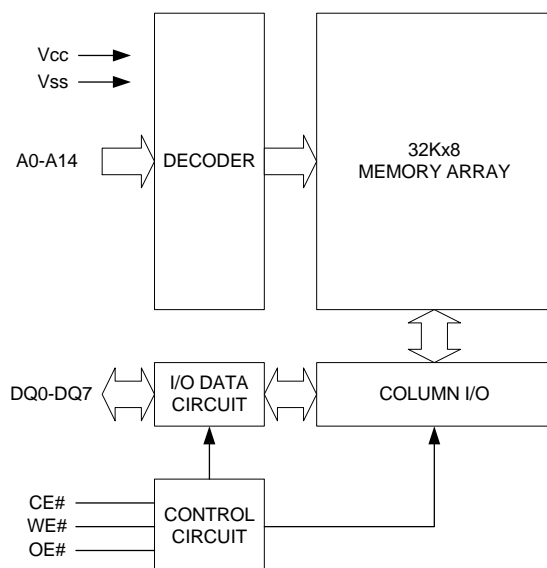 Vcc
Vss
A0-A14
DECODER
32Kx8
MEMORY ARRAY
DQ0-DQ7
I/O DATA
CIRCUIT
COLUMN I/O
CE#
WE#
OE#
CONTROL
CIRCUIT